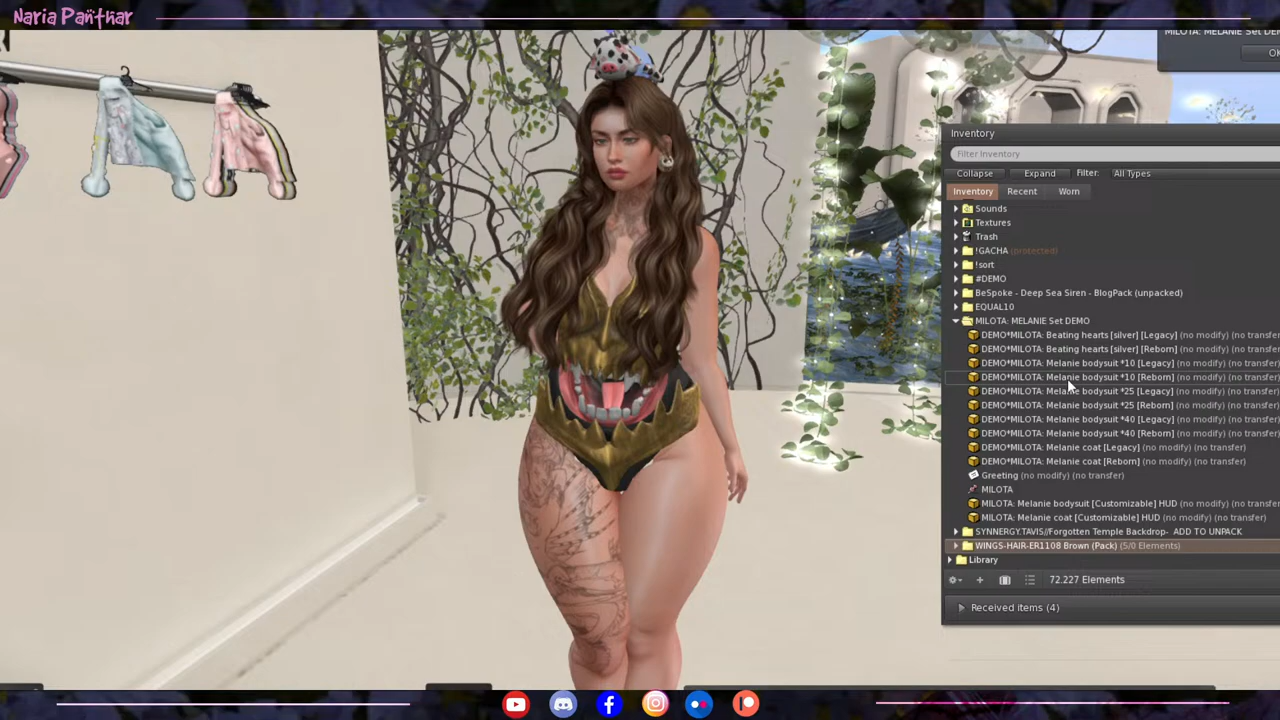 Naria Panthar
MILOTA: MELANIE Set DEMO
OK
Inventory
Filter Inventory
Collapse Expand Filter: All Types
Inventory Recent Worn
Sounds
Textures
Trash
!GACHA (protected)
!sort
#DEMO
BeSpoke - Deep Sea Siren - BlogPack (unpacked)
EQUAL10
MILOTA: MELANIE Set DEMO
DEMO*MILOTA: Beating hearts [silver] [Legacy] (no modify) (no transfer
DEMO*MILOTA: Beating hearts [silver] [Reborn] (no modify) (no transfer
DEMO*MILOTA: Melanie bodysuit *10 [Legacy] (no modify) (no transfer
DEMO*MILOTA: Melanie bodysuit *10 [Reborn] (no modify) (no transfer
DEMO*MILOTA: Melanie bodysuit *25 [Legacy] (no modify) (no transfer
DEMO*MILOTA: Melanie bodysuit *25 [Reborn] (no modify) (no transfer
DEMO*MILOTA: Melanie bodysuit *40 [Legacy] (no modify) (no transfer
DEMO*MILOTA: Melanie bodysuit *40 [Reborn] (no modify) (no transfer
DEMO*MILOTA: Melanie coat [Legacy] (no modify) (no transfer)
DEMO*MILOTA: Melanie coat [Reborn] (no modify) (no transfer)
Greeting (no modify) (no transfer)
MILOTA
MILOTA: Melanie bodysuit [Customizable] HUD (no modify) (no transfer
MILOTA: Melanie coat [Customizable] HUD (no modify) (no transfer)
SYNNERGY.TAVIS//Forgotten Temple Backdrop- ADD TO UNPACK
WINGS-HAIR-ER1108 Brown (Pack) (5/0 Elements)
Library
72.227 Elements
Received items (4)